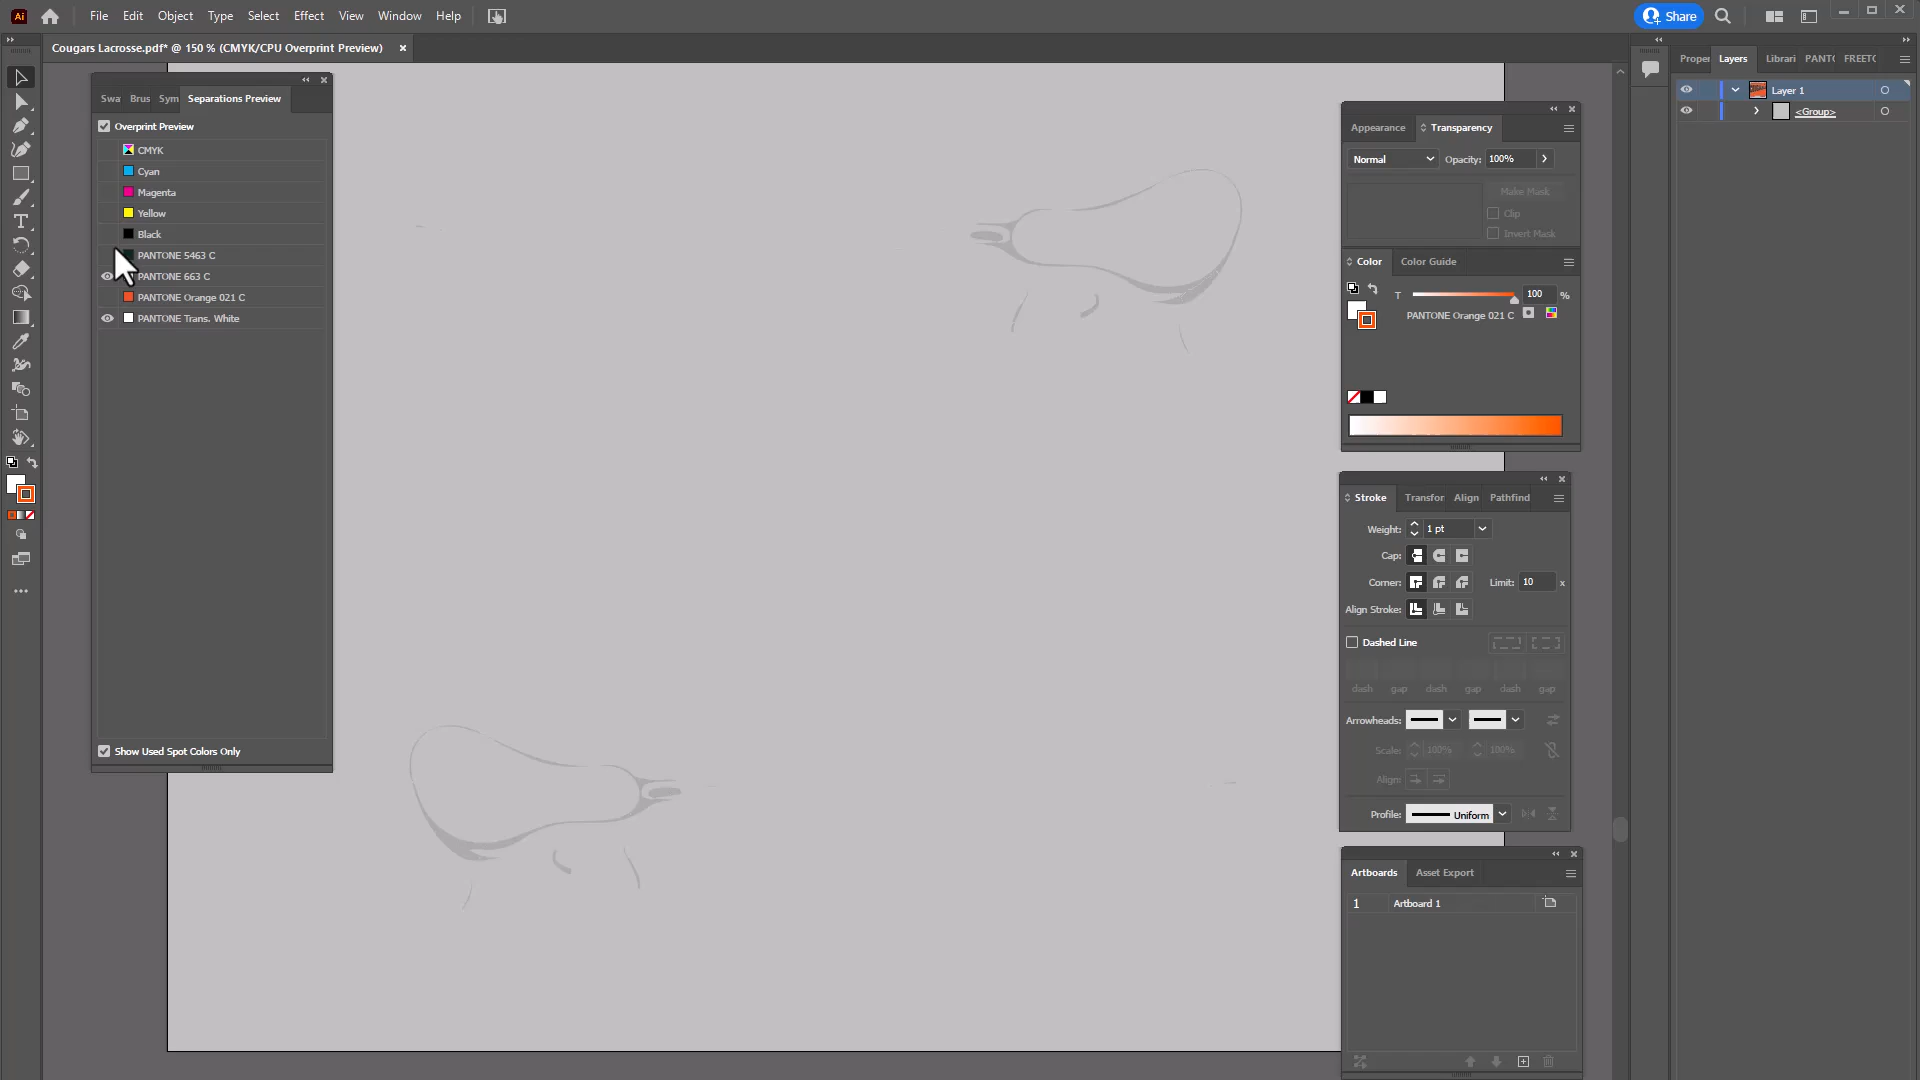 Ai File Edit Object Type Select Effect View Window Help Share
Cougars Lacrosse.pdf* @ 150 % (CMYK/CPU Overprint Preview)
Swa Brus Sym Separations Preview
Overprint Preview
CMYK
Cyan
Magenta
Yellow
Black
PANTONE 5463 C
PANTONE 663 C
PANTONE Orange 021 C
PANTONE Trans. White
Show Used Spot Colors Only
Appearance Transparency
Normal Opacity: 100%
Make Mask
Clip
Invert Mask
Color Color Guide
T 100 %
PANTONE Orange 021 C
Stroke Transfor Align Pathfind
Weight: 1 pt
Cap:
Corner: Limit: 10 x
Align Stroke:
Dashed Line
dash gap dash gap dash gap
Arrowheads:
Scale: 100% 100%
Align:
Profile: Uniform
Artboards Asset Export
1 Artboard 1
Proper Layers Librari PANTC FREETC
Layer 1
<Group>